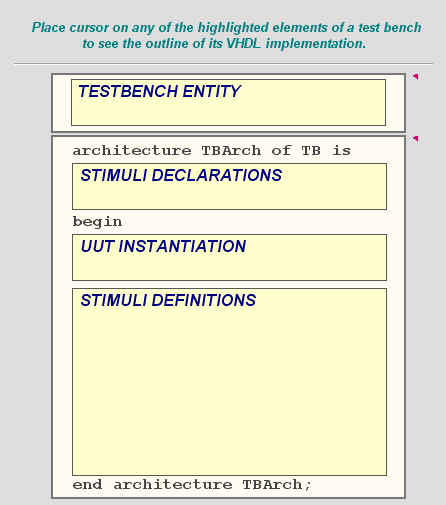 Place cursor on any of the highlighted elements of a test bench
to see the outline of its VHDL implementation.
TESTBENCH ENTITY
architecture TBArch of TB is
STIMULI DECLARATIONS
begin
UUT INSTANTIATION
STIMULI DEFINITIONS
end architecture TBArch;